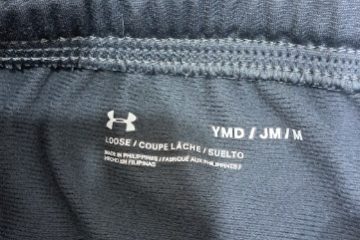 YMD / JM / M
LOOSE / COUPE LÂCHE / SUELTO
MADE IN PHILIPPINES / FABRIQUÉ AUX PHILIPPINES /
HECHO EN FILIPINAS